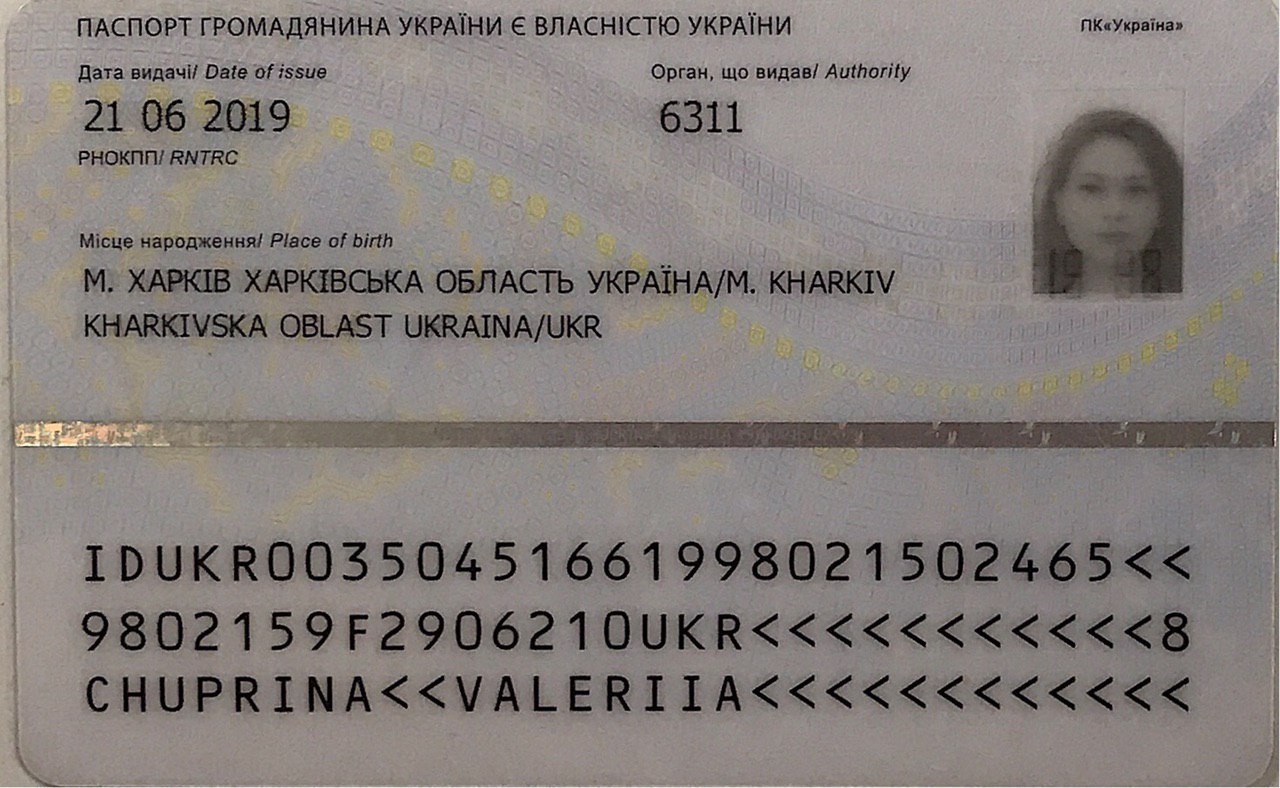 ПАСПОРТ ГРОМАДЯНИНА УКРАЇНИ Є ВЛАСНІСТЮ УКРАЇНИ
ПК«Україна»
Дата видачі/ Date of issue
Орган, що видав/ Authority
21 06 2019
6311
РНОКПП/ RNTRC
Місце народження/ Place of birth
М. ХАРКІВ ХАРКІВСЬКА ОБЛАСТЬ УКРАЇНА/M. KHARKIV
KHARKIVSKA OBLAST UKRAINA/UKR
IDUKR00350451661998021502465<<
9802159F2906210UKR<<<<<<<<<<<8
CHUPRINA<<VALERIIA<<<<<<<<<<<<